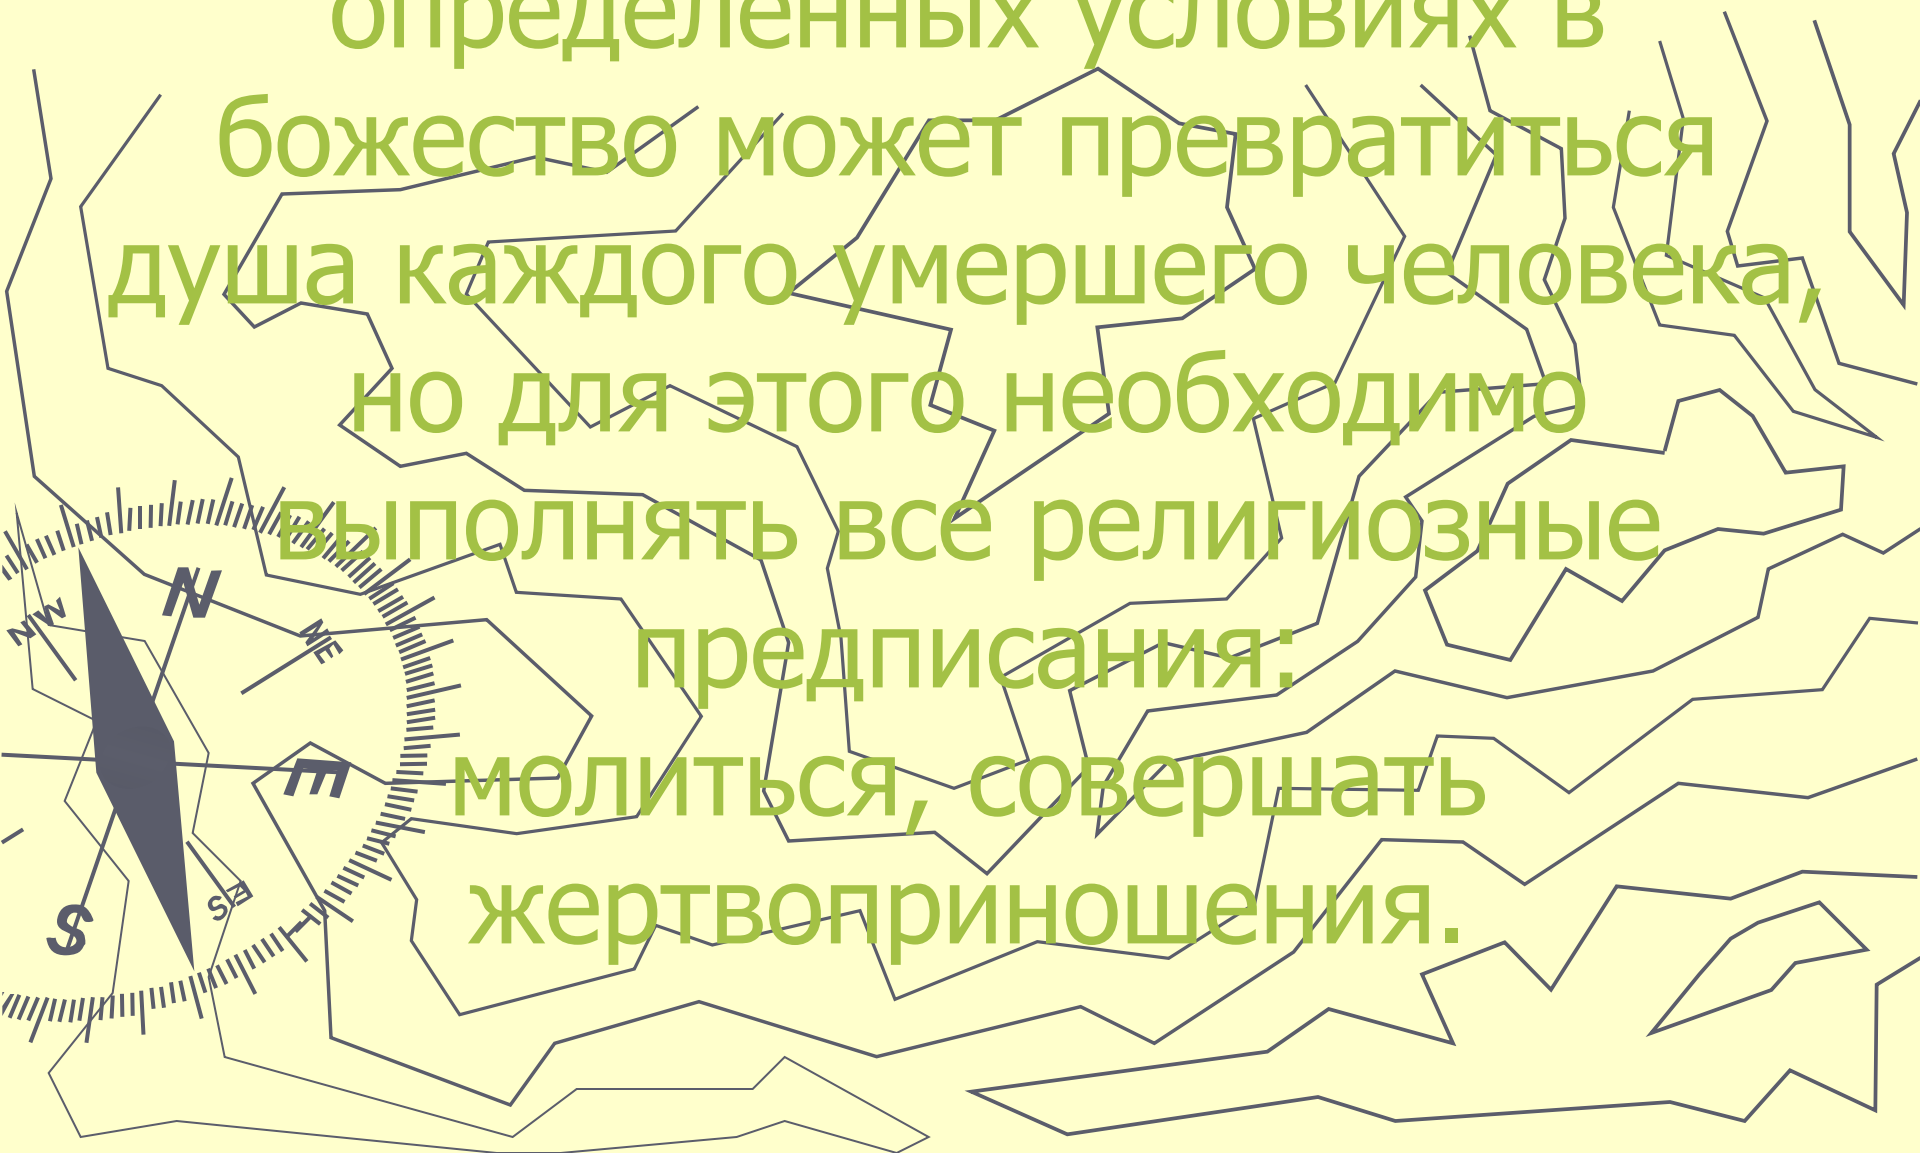 определенных условиях в
божество может превратиться
душа каждого умершего человека,
но для этого необходимо
выполнять все религиозные
предписания:
молиться, совершать
жертвоприношения.
N
NW
NE
E
SE
S